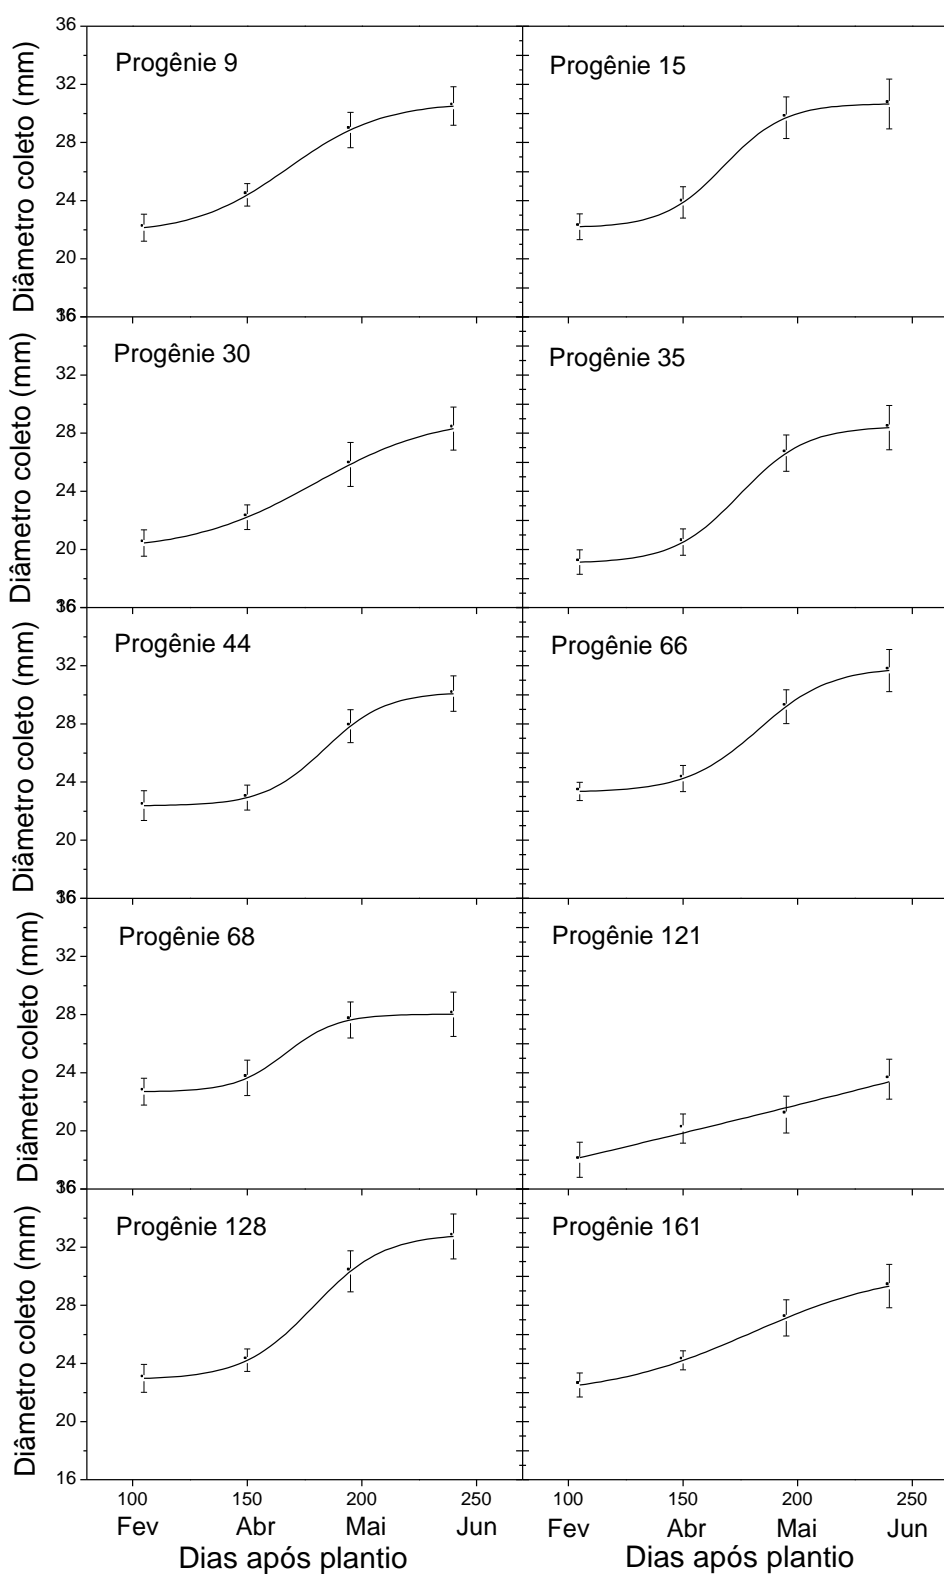 36
32
28
24
20
16
Diâmetro coleto (mm)
Progênie 9
Progênie 15
36
32
28
24
20
16
Diâmetro coleto (mm)
Progênie 30
Progênie 35
36
32
28
24
20
16
Diâmetro coleto (mm)
Progênie 44
Progênie 66
36
32
28
24
20
16
Diâmetro coleto (mm)
Progênie 68
Progênie 121
36
32
28
24
20
16
Diâmetro coleto (mm)
Progênie 128
Progênie 161
100 150 200 250 100 150 200 250
Fev Abr Mai Jun Fev Abr Mai Jun
Dias após plantio Dias após plantio